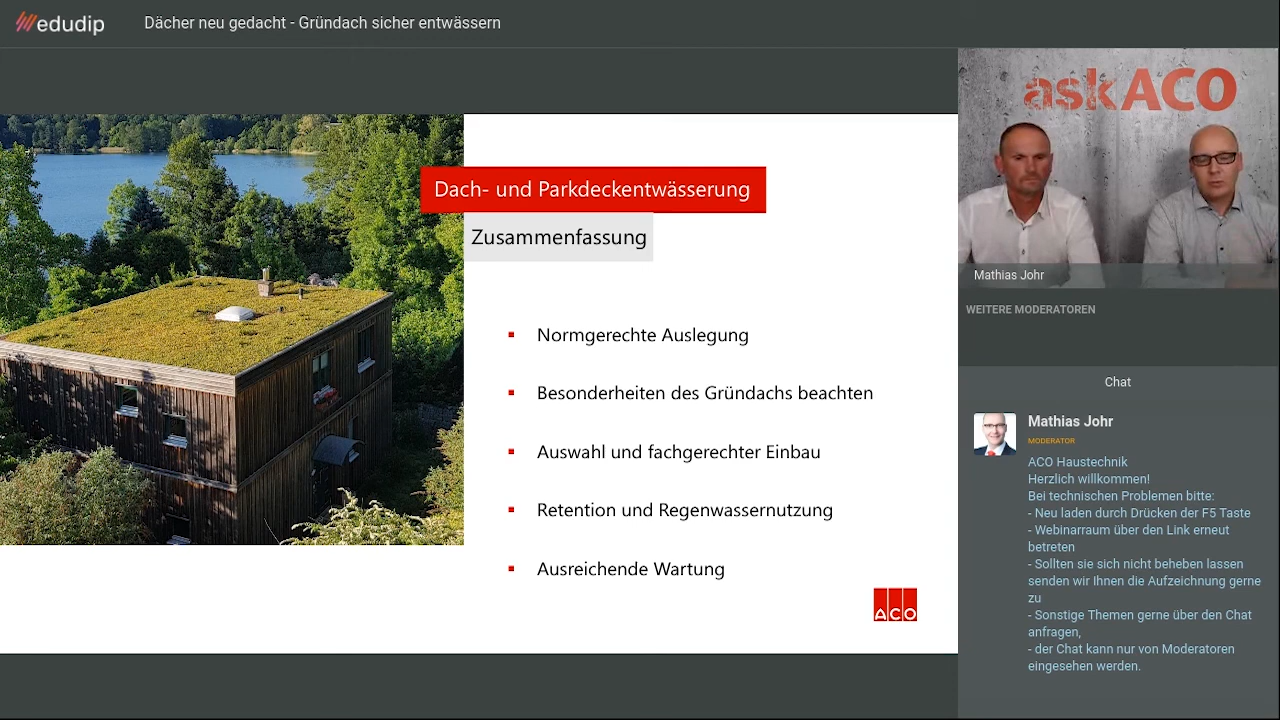 edudip
Dächer neu gedacht - Gründach sicher entwässern
Dach- und Parkdeckentwässerung
Zusammenfassung
Normgerechte Auslegung
Besonderheiten des Gründachs beachten
Auswahl und fachgerechter Einbau
Retention und Regenwassernutzung
Ausreichende Wartung
ACO
askACO
Mathias Johr
WEITERE MODERATOREN
Chat
Mathias Johr
MODERATOR
ACO Haustechnik
Herzlich willkommen!
Bei technischen Problemen bitte:
- Neu laden durch Drücken der F5 Taste
- Webinarraum über den Link erneut
betreten
- Sollten sie sich nicht beheben lassen
senden wir Ihnen die Aufzeichnung gerne
zu
- Sonstige Themen gerne über den Chat
anfragen,
- der Chat kann nur von Moderatoren
eingesehen werden.